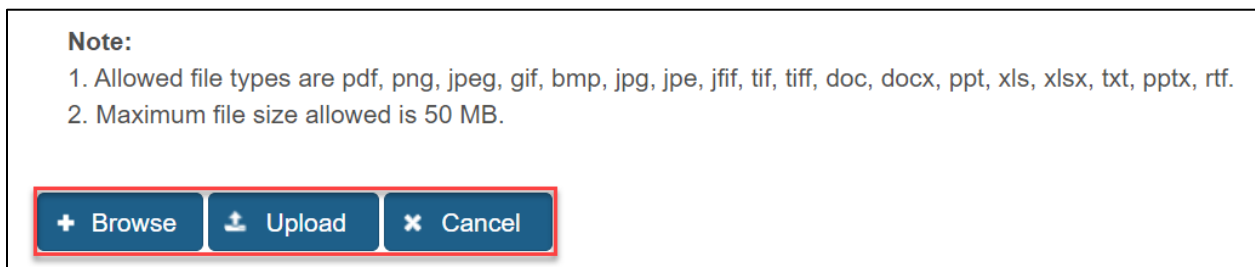 Note:
1. Allowed file types are pdf, png, jpeg, gif, bmp, jpg, jpe, jfif, tif, tiff, doc, docx, ppt, xls, xlsx, txt, pptx, rtf.
2. Maximum file size allowed is 50 MB.
Browse Upload Cancel